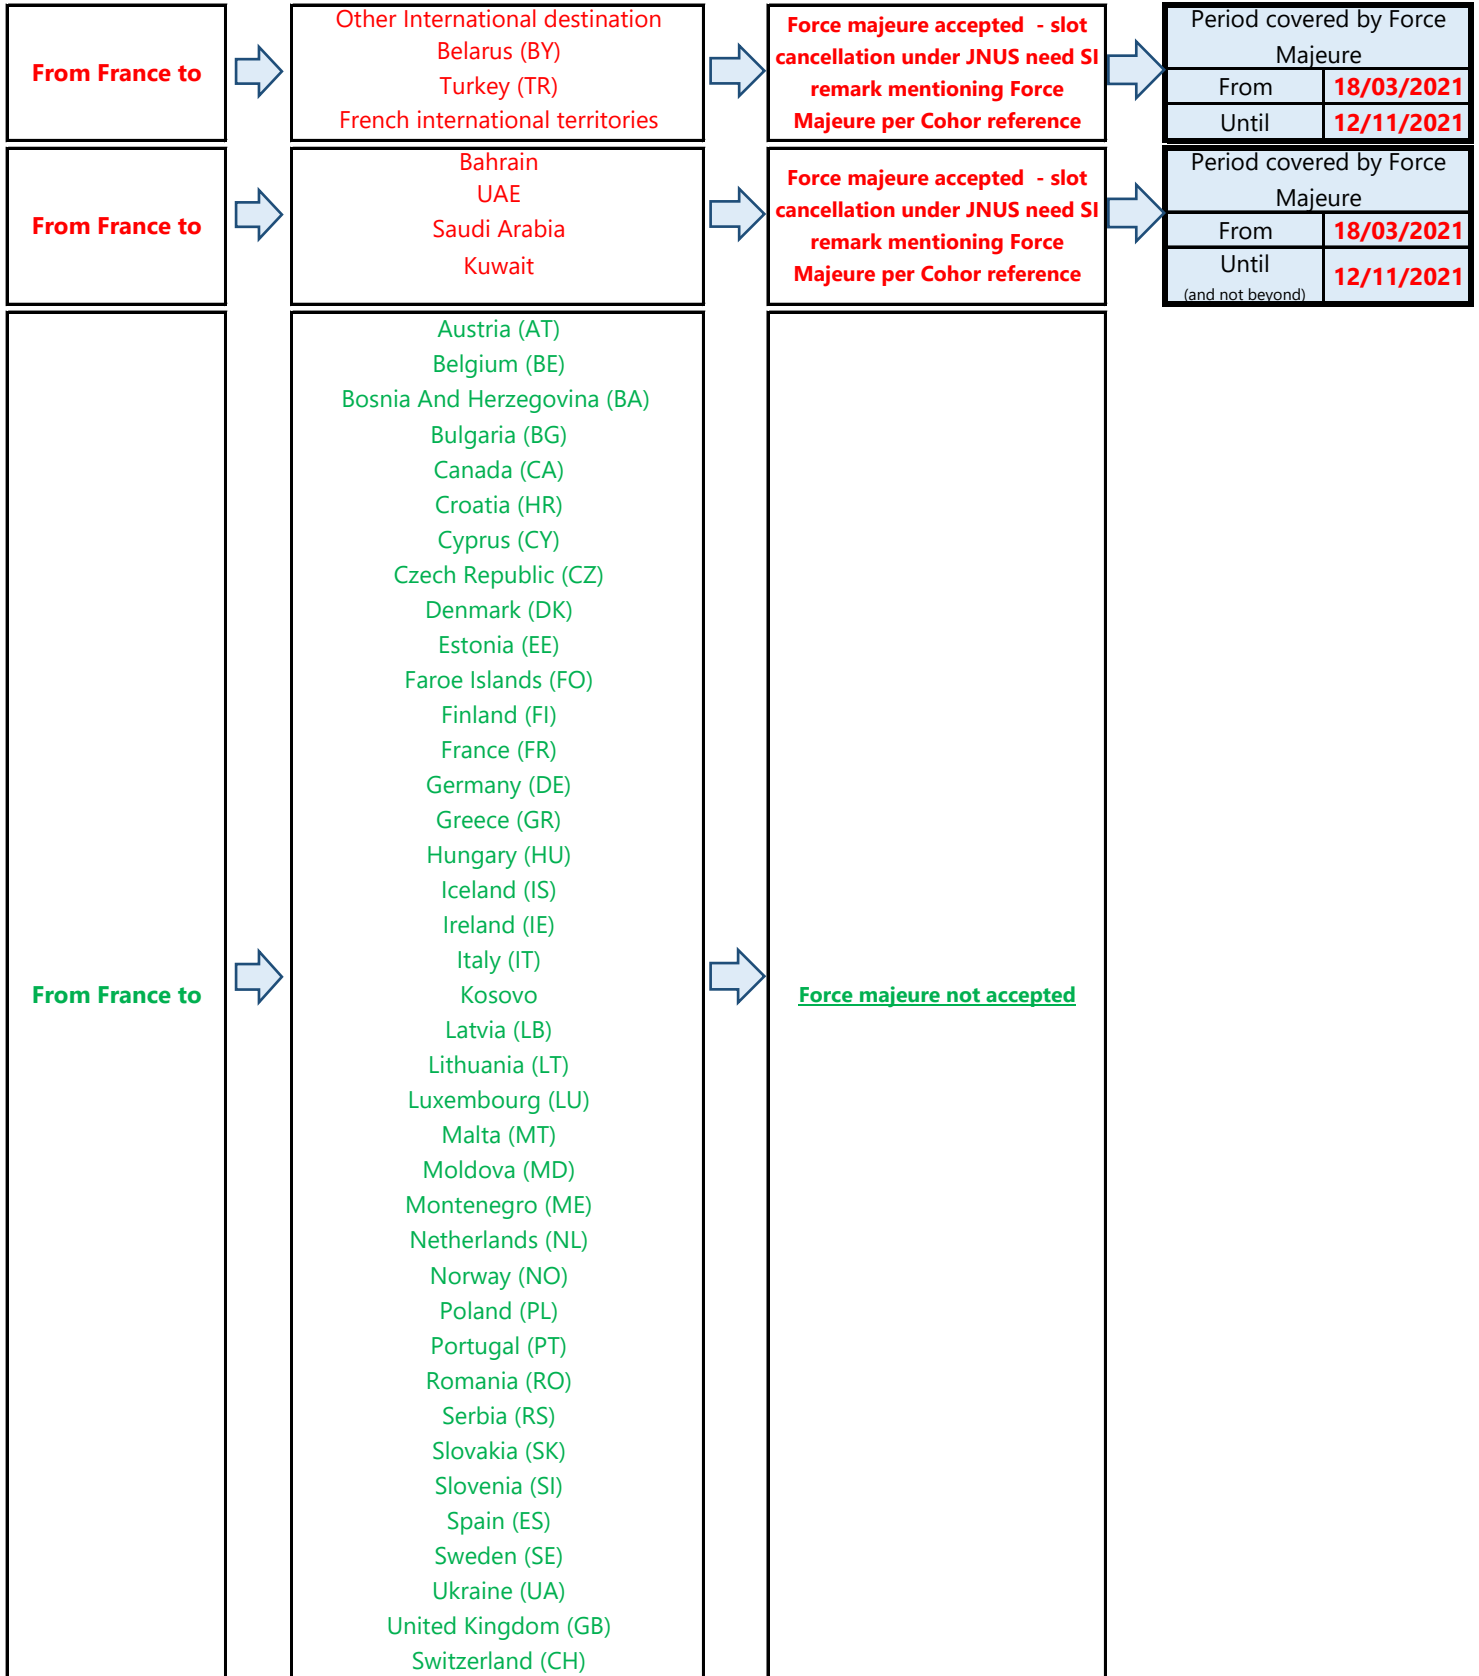 From France to
Other International destination
Belarus (BY)
Turkey (TR)
French international territories
Force majeure accepted - slot
cancellation under JNUS need SI
remark mentioning Force
Majeure per Cohor reference
Period covered by Force
Majeure
From 18/03/2021
Until 12/11/2021
From France to
Bahrain
UAE
Saudi Arabia
Kuwait
Force majeure accepted - slot
cancellation under JNUS need SI
remark mentioning Force
Majeure per Cohor reference
Period covered by Force
Majeure
From 18/03/2021
Until
(and not beyond) 12/11/2021
From France to
Austria (AT)
Belgium (BE)
Bosnia And Herzegovina (BA)
Bulgaria (BG)
Canada (CA)
Croatia (HR)
Cyprus (CY)
Czech Republic (CZ)
Denmark (DK)
Estonia (EE)
Faroe Islands (FO)
Finland (FI)
France (FR)
Germany (DE)
Greece (GR)
Hungary (HU)
Iceland (IS)
Ireland (IE)
Italy (IT)
Kosovo
Latvia (LB)
Lithuania (LT)
Luxembourg (LU)
Malta (MT)
Moldova (MD)
Montenegro (ME)
Netherlands (NL)
Norway (NO)
Poland (PL)
Portugal (PT)
Romania (RO)
Serbia (RS)
Slovakia (SK)
Slovenia (SI)
Spain (ES)
Sweden (SE)
Ukraine (UA)
United Kingdom (GB)
Switzerland (CH)
Force majeure not accepted